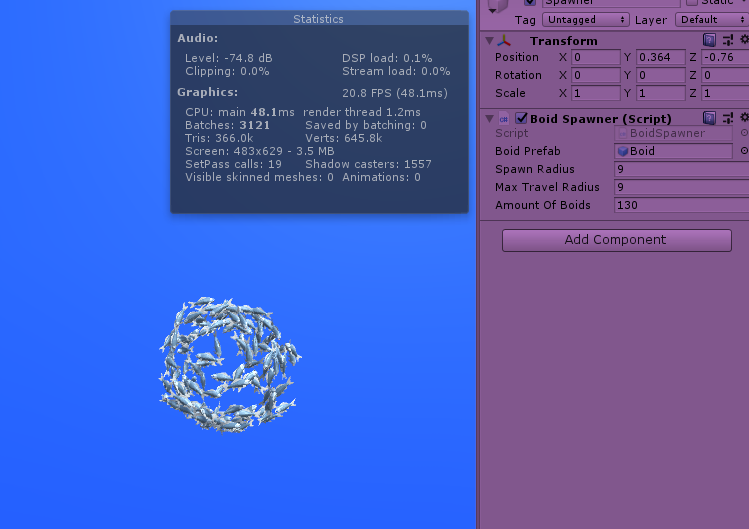 Statistics
Audio:
Level: -74.8 dB DSP load: 0.1%
Clipping: 0.0% Stream load: 0.0%
Graphics: 20.8 FPS (48.1ms)
CPU: main 48.1ms render thread 1.2ms
Batches: 3121 Saved by batching: 0
Tris: 366.0k Verts: 645.8k
Screen: 483x629 - 3.5 MB
SetPass calls: 19 Shadow casters: 1557
Visible skinned meshes: 0 Animations: 0
Spawner Static
Tag Untagged Layer Default
Transform
Position X 0 Y 0.364 Z -0.76
Rotation X 0 Y 0 Z 0
Scale X 1 Y 1 Z 1
Boid Spawner (Script)
Script BoidSpawner
Boid Prefab Boid
Spawn Radius 9
Max Travel Radius 9
Amount Of Boids 130
Add Component